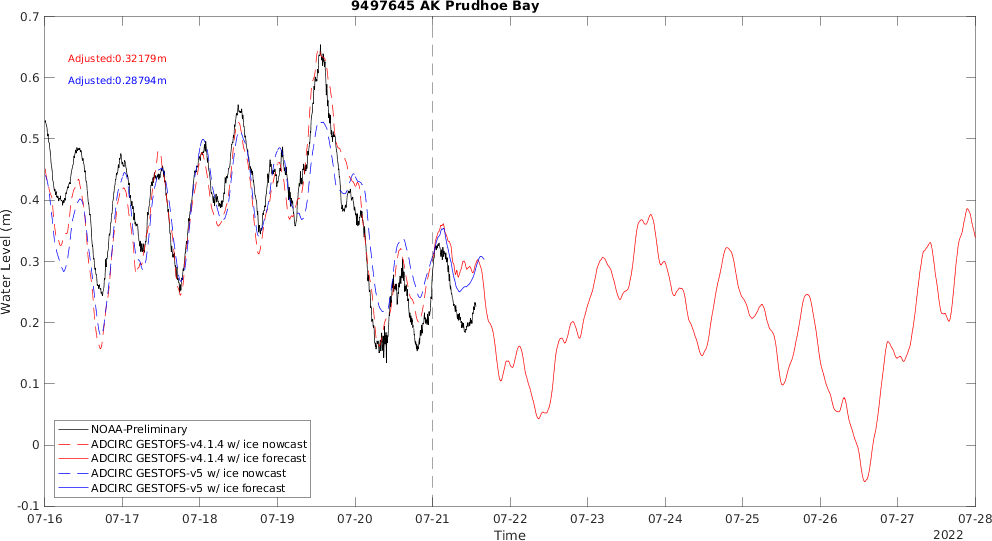 9497645 AK Prudhoe Bay
0.7
0.6
0.5
0.4
0.3
0.2
0.1
0
-0.1
Water Level (m)
Adjusted:0.32179m
Adjusted:0.28794m
NOAA-Preliminary
ADCIRC GESTOFS-v4.1.4 w/ ice nowcast
ADCIRC GESTOFS-v4.1.4 w/ ice forecast
ADCIRC GESTOFS-v5 w/ ice nowcast
ADCIRC GESTOFS-v5 w/ ice forecast
07-16 07-17 07-18 07-19 07-20 07-21 07-22 07-23 07-24 07-25 07-26 07-27 07-28
Time
2022